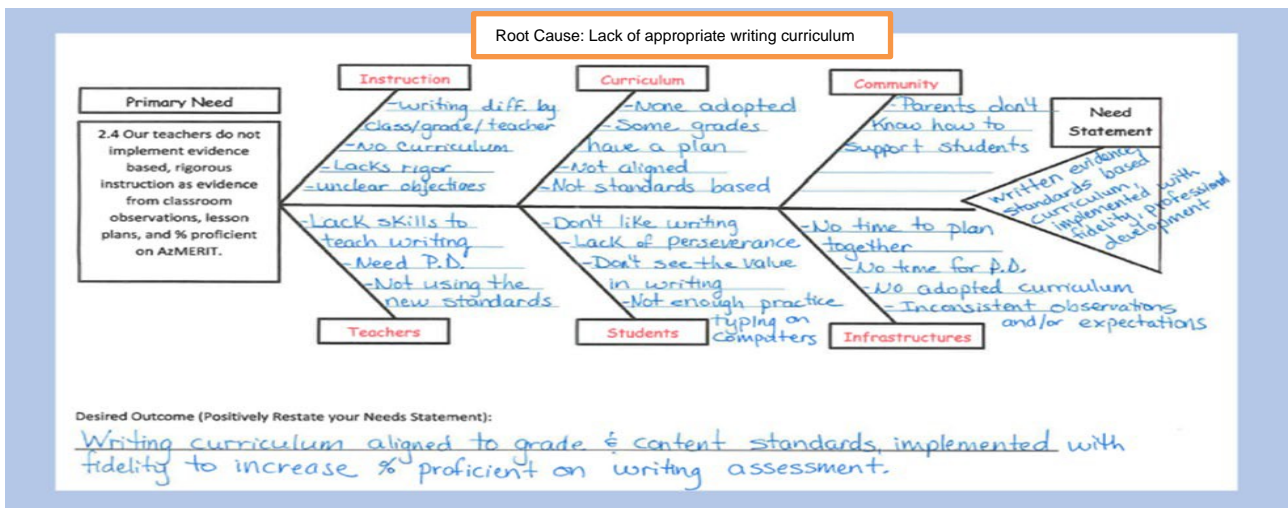 Root Cause: Lack of appropriate writing curriculum
Primary Need
2.4 Our teachers do not
implement evidence
based, rigorous
instruction as evidence
from classroom
observations, lesson
plans, and % proficient
on AzMERIT.
Instruction
-writing diff. by
class/grade/teacher
-No curriculum
-Lacks rigor
-unclear objectives
Curriculum
-None adopted
-Some grades
have a plan
-Not aligned
-Not standards based
Community
-Parents don't
know how to
support students
Need
Statement
written evidence,
standards based
curriculum,
implemented with
fidelity, professional
development
-Lack skills to
teach writing
-Need P.D.
-Not using the
new standards
Teachers
-Don't like writing
-Lack of perseverance
-Don't see the value
in writing
-Not enough practice
typing on
computers
Students
-No time to plan
together
-No time for P.D.
-No adopted curriculum
-Inconsistent observations
and/or expectations
Infrastructures
Desired Outcome (Positively Restate your Needs Statement):
Writing curriculum aligned to grade & content standards, implemented with
fidelity to increase % proficient on writing assessment.